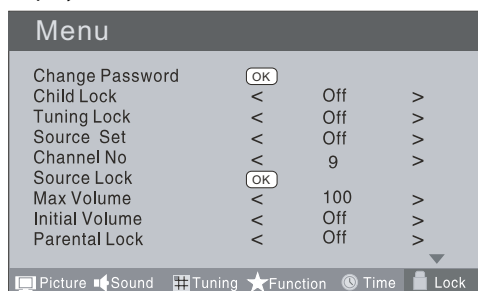 Menu
Change Password OK
Child Lock < Off >
Tuning Lock < Off >
Source Set < Off >
Channel No < 9 >
Source Lock OK
Max Volume < 100 >
Initial Volume < Off >
Parental Lock < Off >
Picture Sound Tuning Function Time Lock